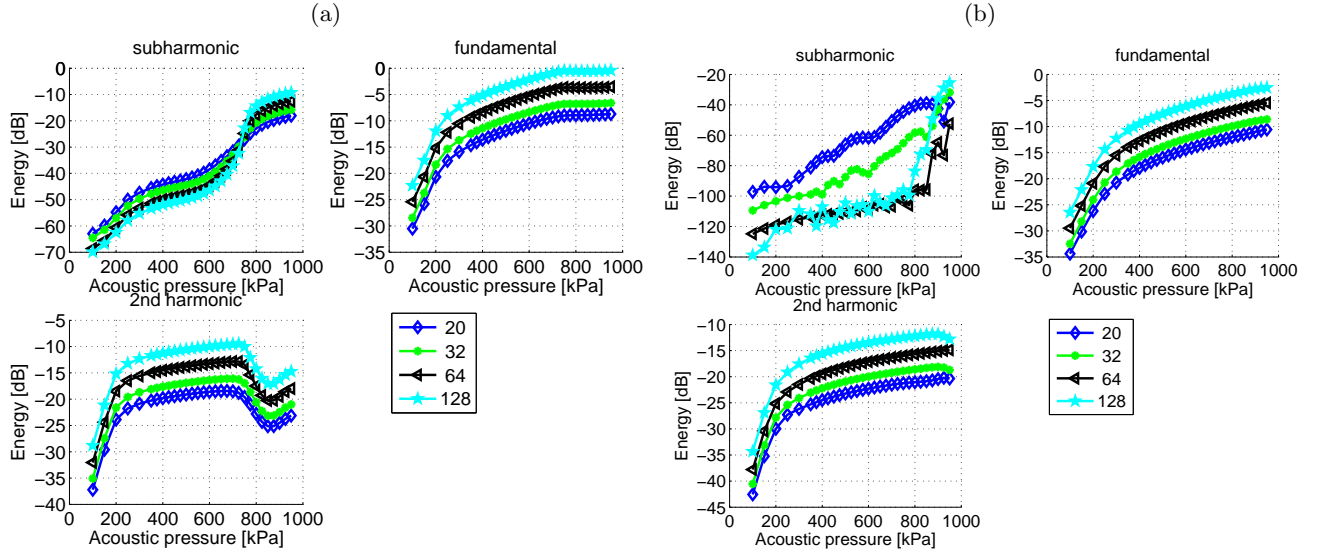 (a)
subharmonic
0
−10
−20
−30
−40
−50
−60
−70
Energy [dB]
0 200 400 600 800 1000
Acoustic pressure [kPa]
fundamental
0
−5
−10
−15
−20
−25
−30
−35
Energy [dB]
0 200 400 600 800 1000
Acoustic pressure [kPa]
2nd harmonic
−5
−10
−15
−20
−25
−30
−35
−40
Energy [dB]
0 200 400 600 800 1000
Acoustic pressure [kPa]
20
32
64
128
(b)
subharmonic
−20
−40
−60
−80
−100
−120
−140
Energy [dB]
0 200 400 600 800 1000
Acoustic pressure [kPa]
fundamental
0
−5
−10
−15
−20
−25
−30
−35
Energy [dB]
0 200 400 600 800 1000
Acoustic pressure [kPa]
2nd harmonic
−10
−15
−20
−25
−30
−35
−40
−45
Energy [dB]
0 200 400 600 800 1000
Acoustic pressure [kPa]
20
32
64
128